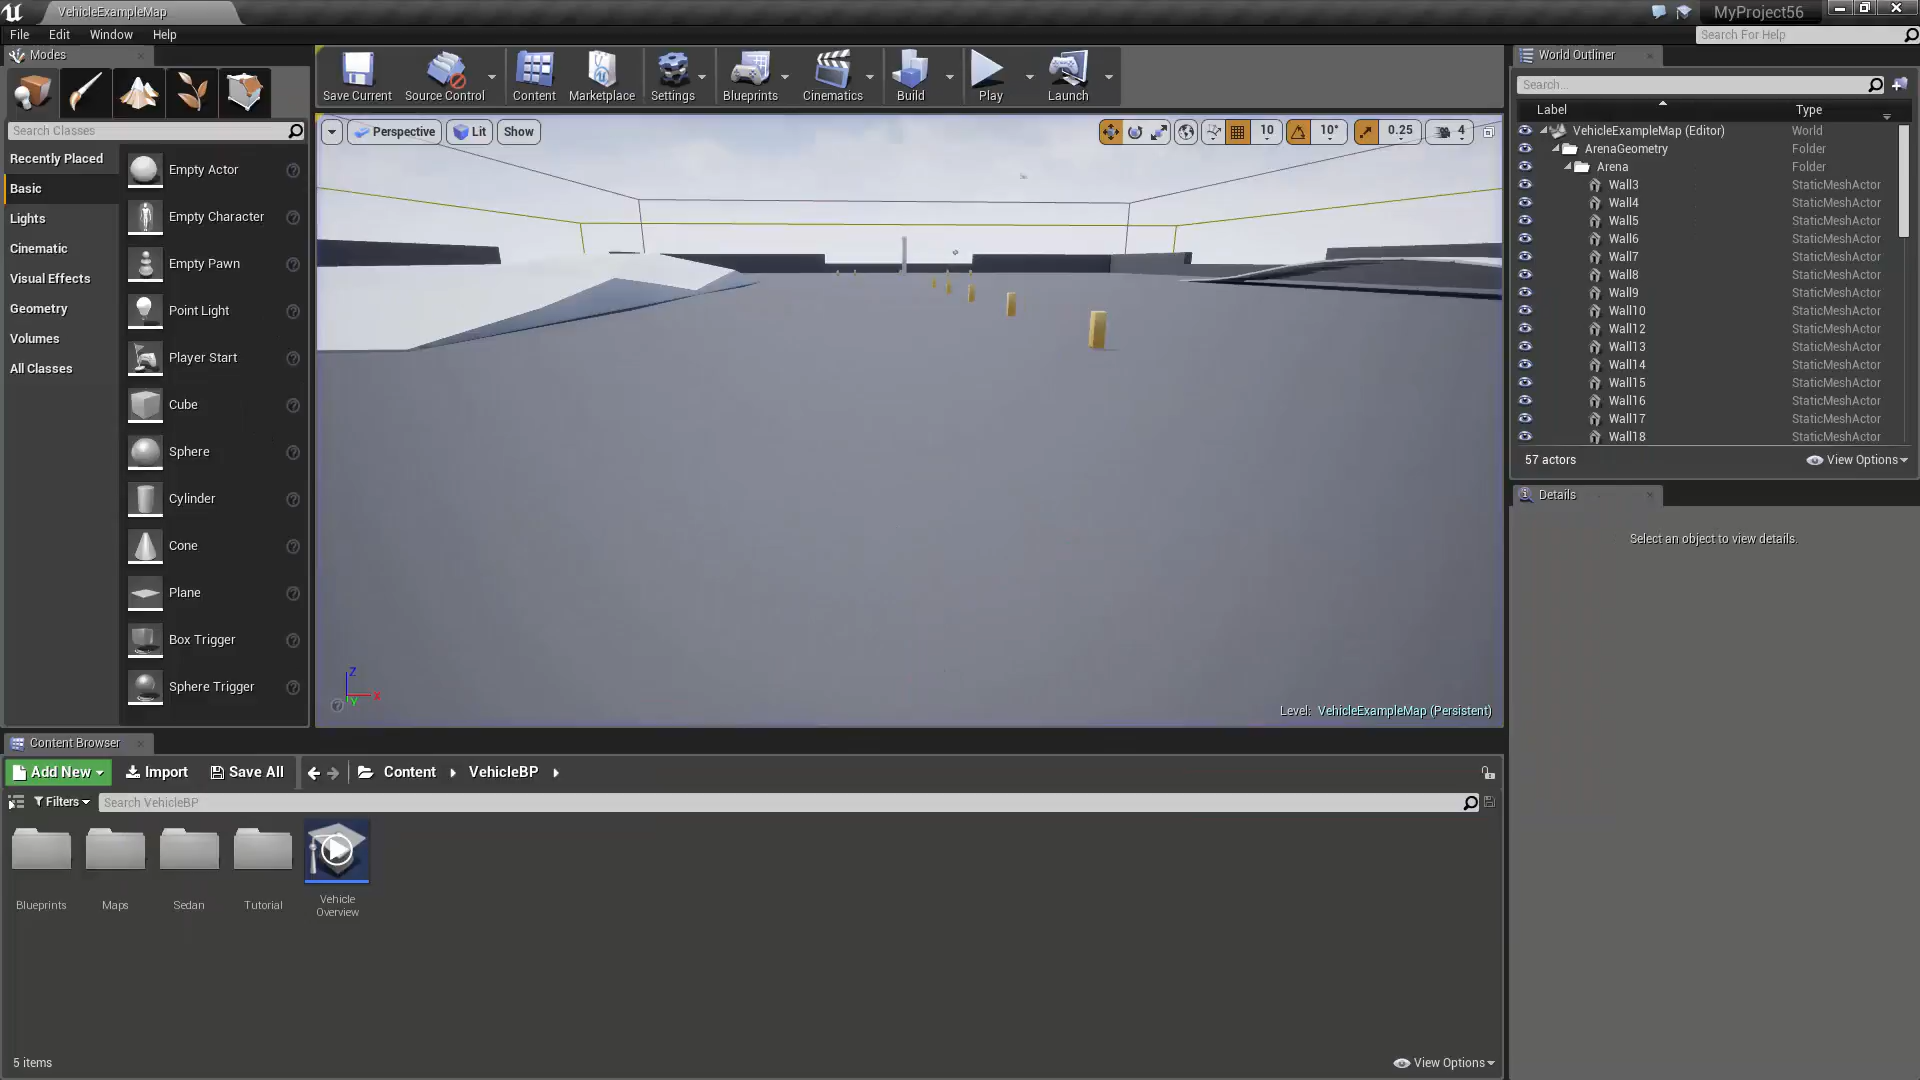 VehicleExampleMap
MyProject56
File Edit Window Help
Search For Help
Modes
Save Current
Source Control
Content
Marketplace
Settings
Blueprints
Cinematics
Build
Play
Launch
Search Classes
Recently Placed
Basic
Lights
Cinematic
Visual Effects
Geometry
Volumes
All Classes
Empty Actor
Empty Character
Empty Pawn
Point Light
Player Start
Cube
Sphere
Cylinder
Cone
Plane
Box Trigger
Sphere Trigger
Perspective Lit Show
10 10° 0.25 4
Z
X
Y
Level: VehicleExampleMap (Persistent)
World Outliner
Search...
Label Type
VehicleExampleMap (Editor) World
ArenaGeometry Folder
Arena Folder
Wall3 StaticMeshActor
Wall4 StaticMeshActor
Wall5 StaticMeshActor
Wall6 StaticMeshActor
Wall7 StaticMeshActor
Wall8 StaticMeshActor
Wall9 StaticMeshActor
Wall10 StaticMeshActor
Wall12 StaticMeshActor
Wall13 StaticMeshActor
Wall14 StaticMeshActor
Wall15 StaticMeshActor
Wall16 StaticMeshActor
Wall17 StaticMeshActor
Wall18 StaticMeshActor
57 actors View Options
Details
Select an object to view details.
Content Browser
Add New Import Save All Content VehicleBP
Filters Search VehicleBP
Blueprints
Maps
Sedan
Tutorial
Vehicle
Overview
5 items View Options